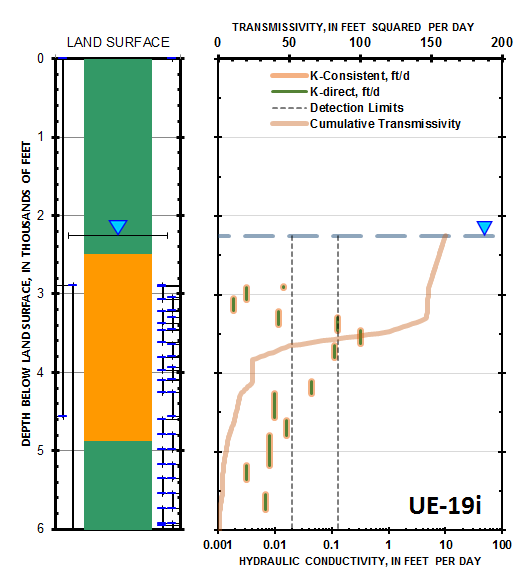 TRANSMISSIVITY, IN FEET SQUARED PER DAY
LAND SURFACE
0 50 100 150 200
0
1
2
3
4
5
6
DEPTH BELOW LAND SURFACE, IN THOUSANDS OF FEET
K-Consistent, ft/d
K-direct, ft/d
Detection Limits
Cumulative Transmissivity
UE-19i
0.001 0.01 0.1 1 10 100
HYDRAULIC CONDUCTIVITY, IN FEET PER DAY